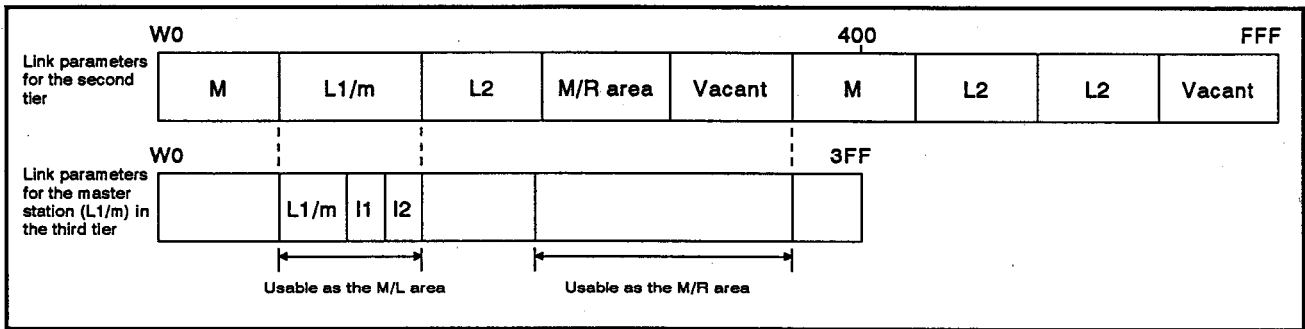 W0 400 FFF
Link parameters
for the second
tier
M L1/m L2 M/R area Vacant M L2 L2 Vacant
W0 3FF
Link parameters
for the master
station (L1/m) in
the third tier
L1/m l1 l2
Usable as the M/L area Usable as the M/R area